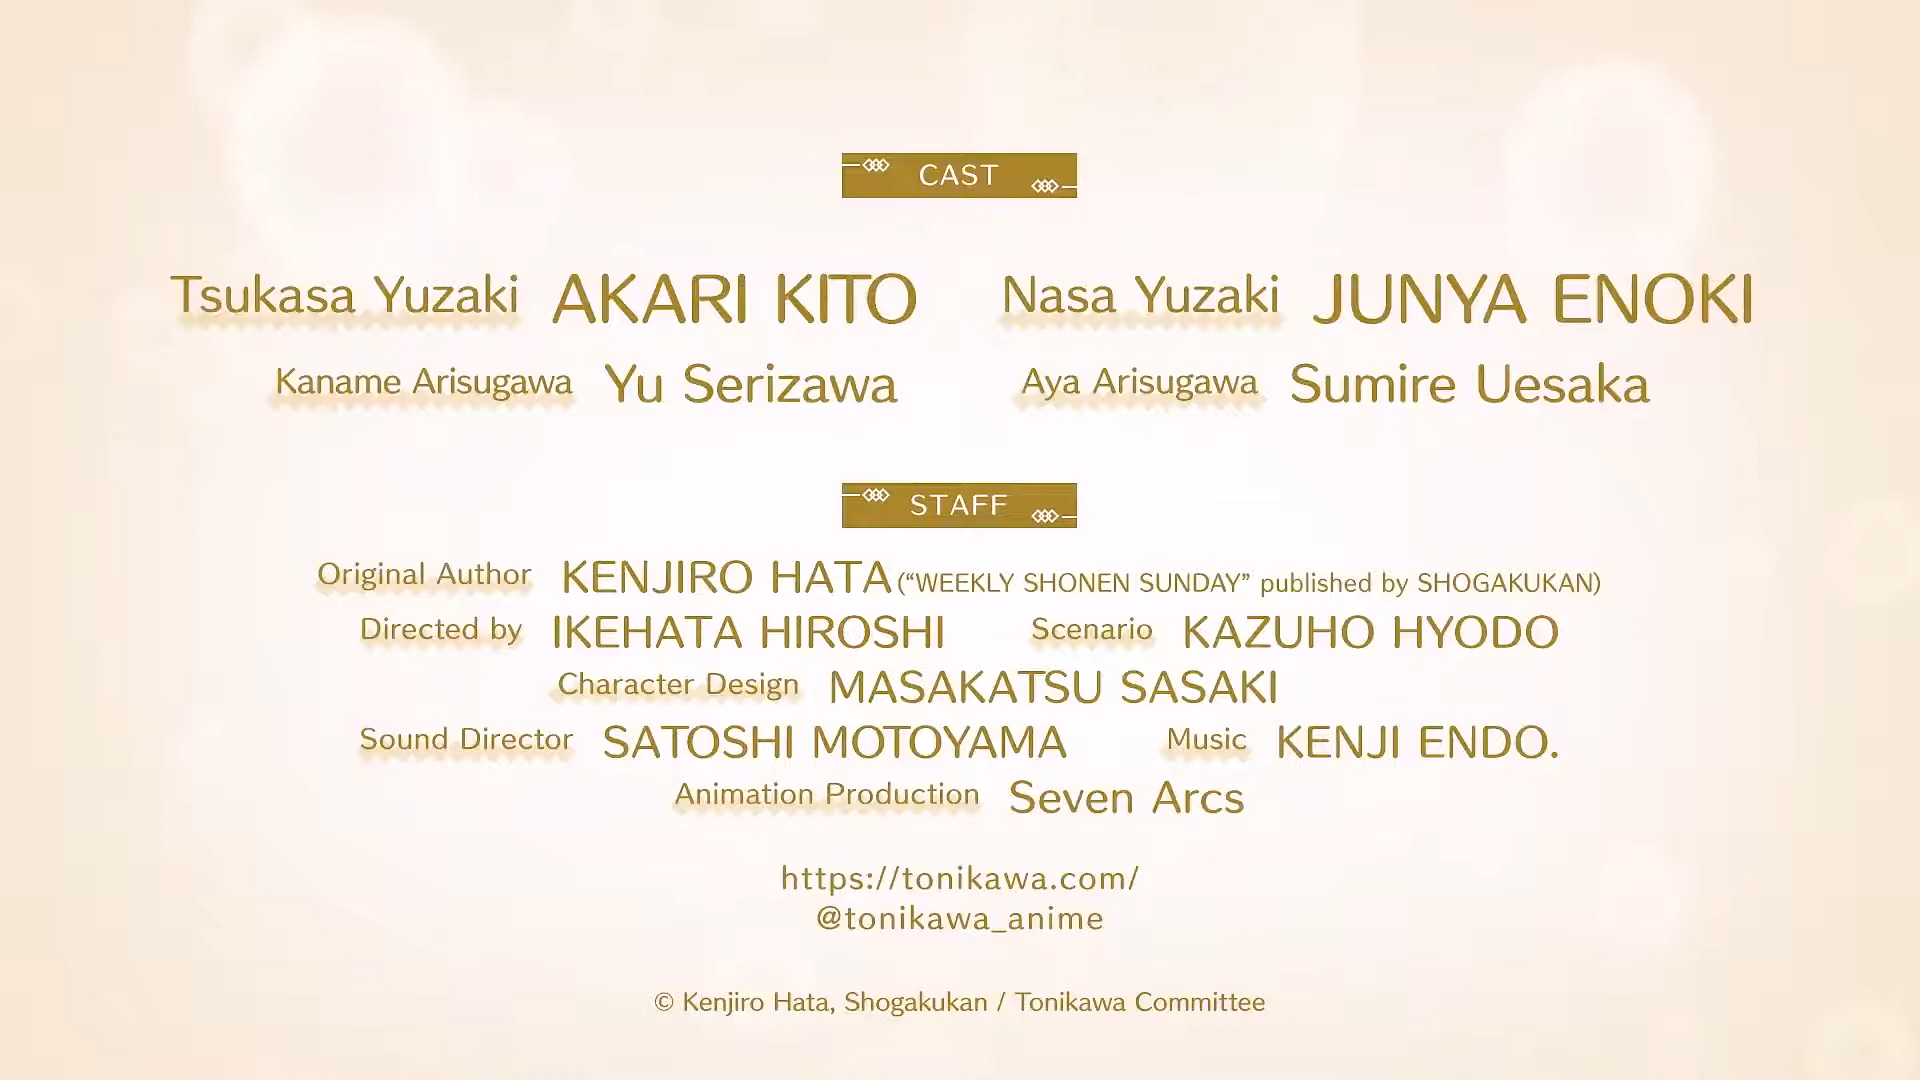 CAST
Tsukasa Yuzaki AKARI KITO Nasa Yuzaki JUNYA ENOKI
Kaname Arisugawa Yu Serizawa Aya Arisugawa Sumire Uesaka
STAFF
Original Author KENJIRO HATA (“WEEKLY SHONEN SUNDAY” published by SHOGAKUKAN)
Directed by IKEHATA HIROSHI Scenario KAZUHO HYODO
Character Design MASAKATSU SASAKI
Sound Director SATOSHI MOTOYAMA Music KENJI ENDO.
Animation Production Seven Arcs
https://tonikawa.com/
@tonikawa_anime
© Kenjiro Hata, Shogakukan / Tonikawa Committee